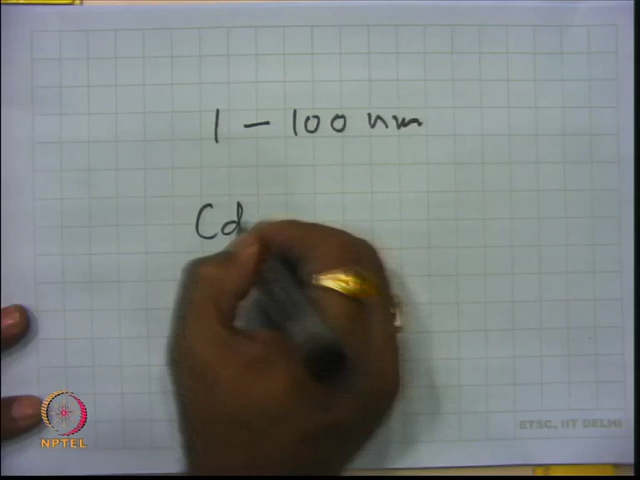 1 – 100 nm
Cd
NPTEL
ETSC, IIT DELHI